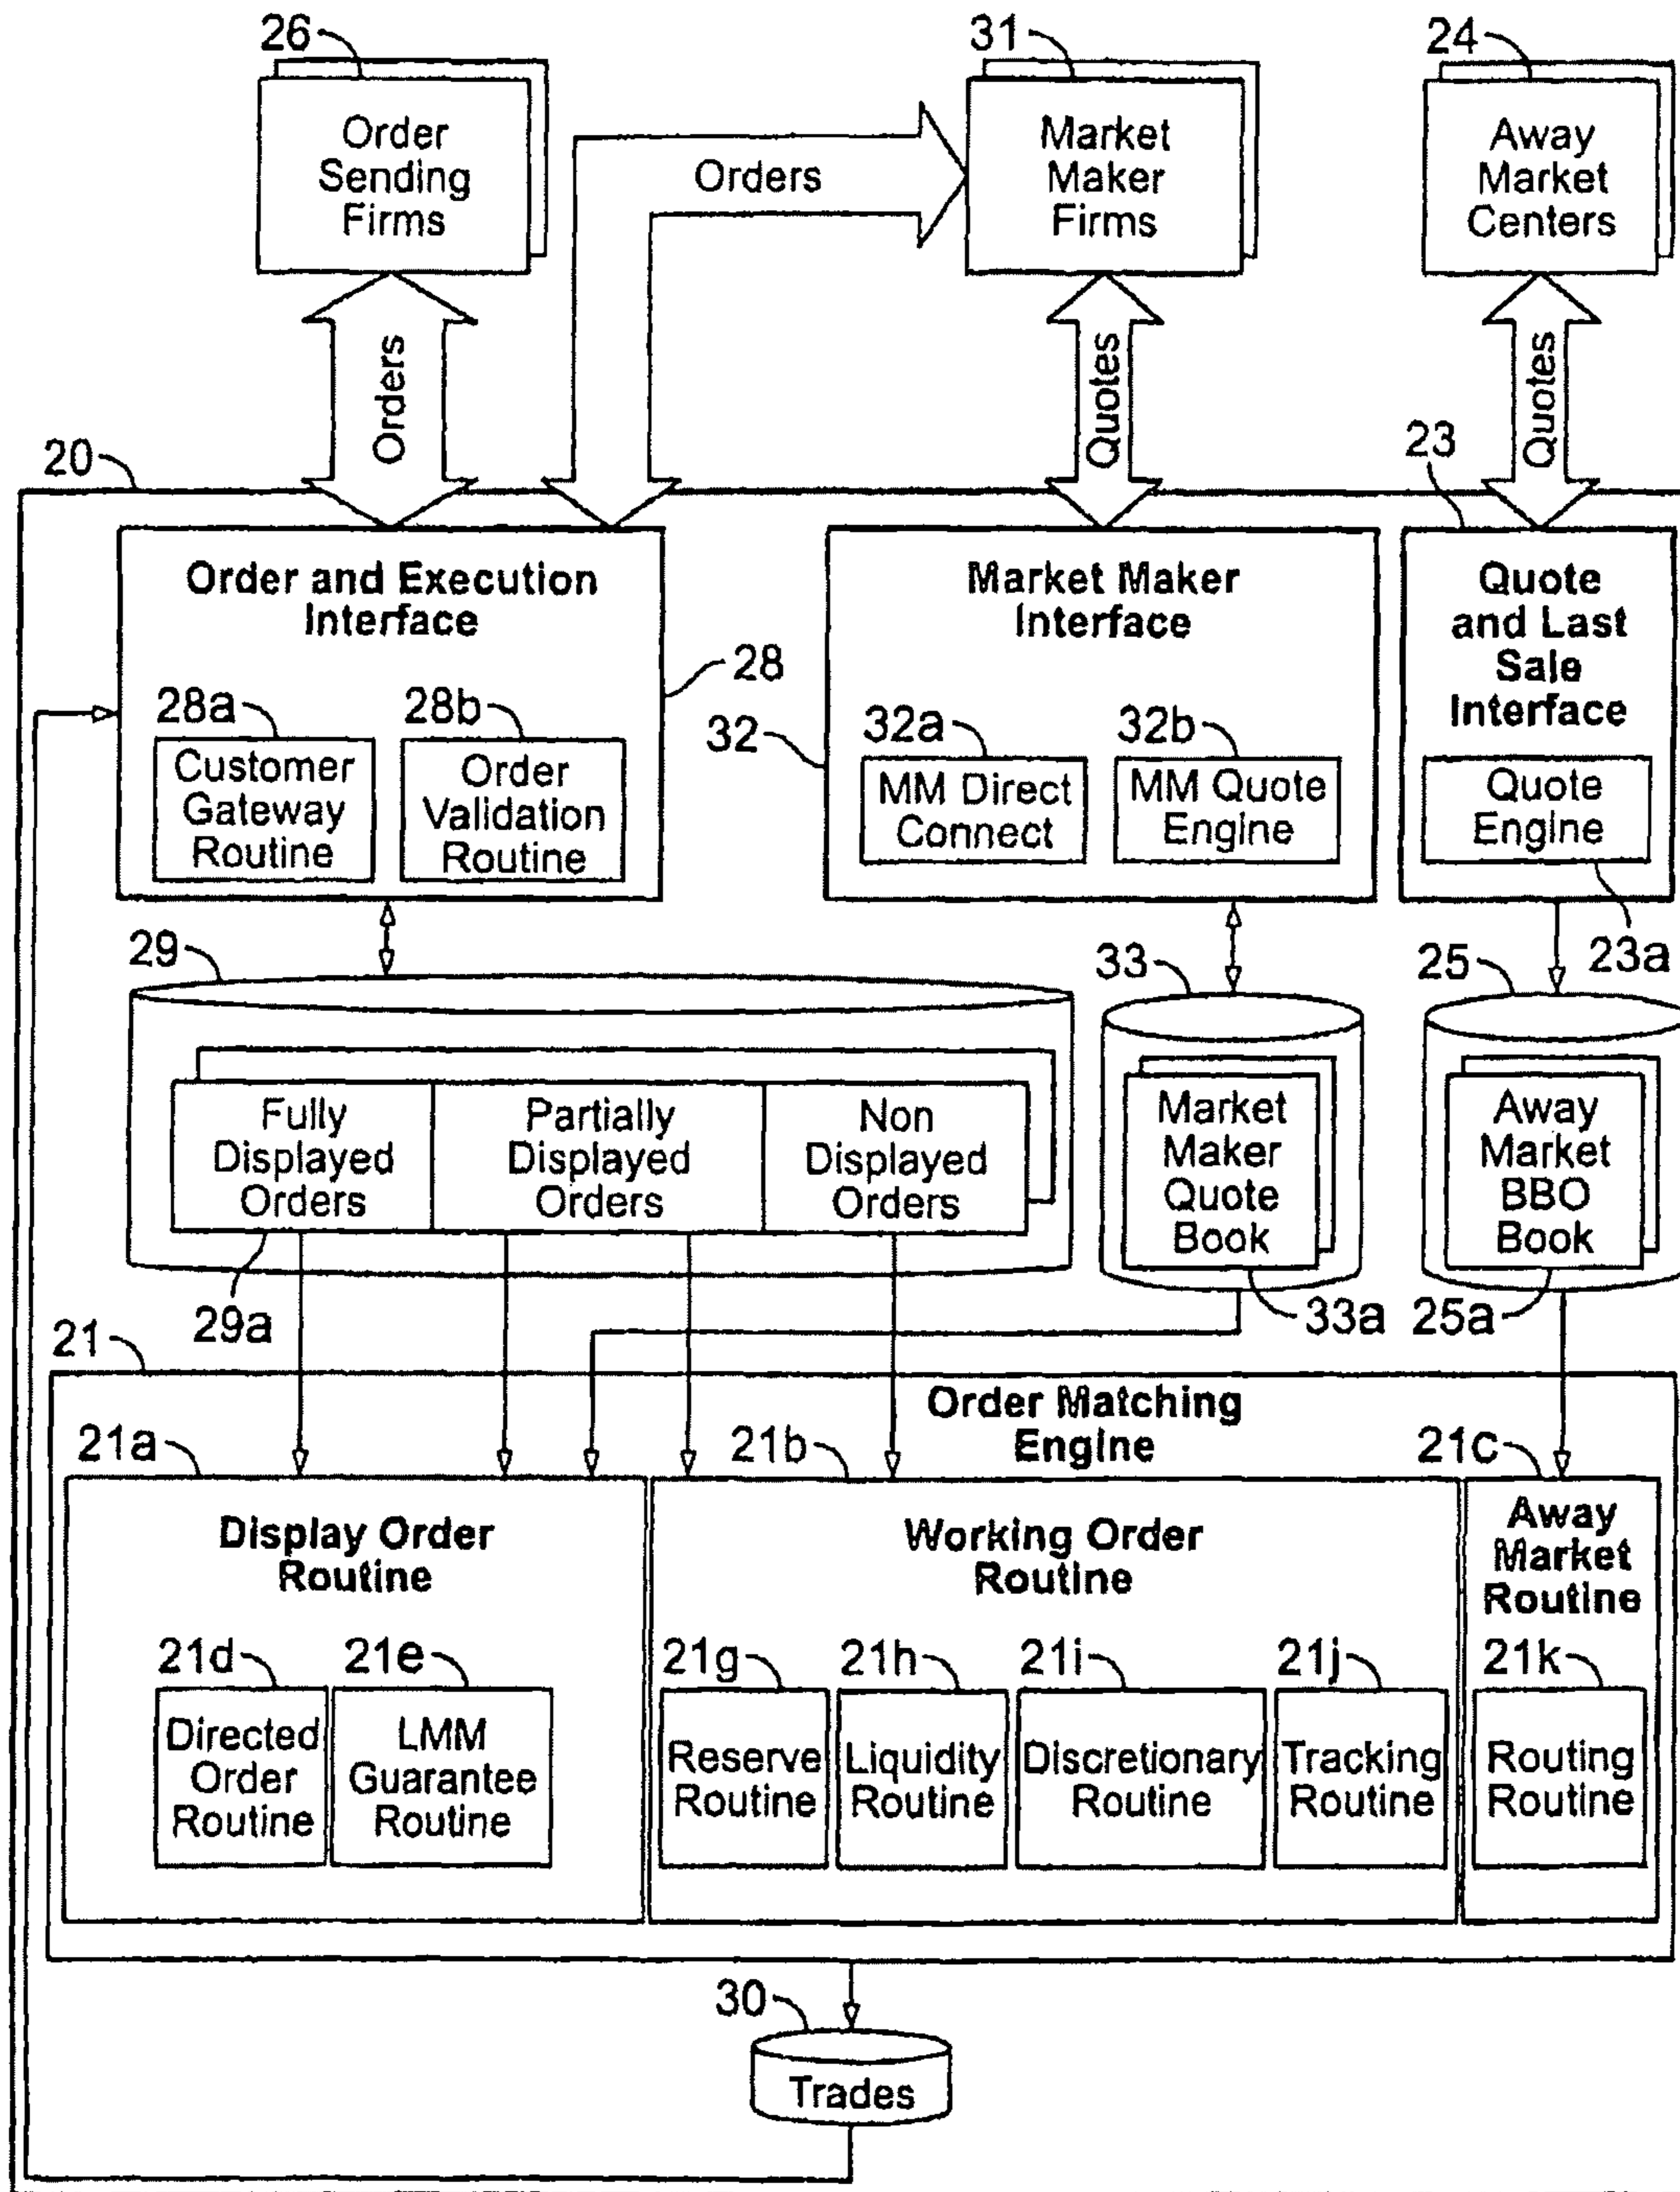 26
31
24
Order
Sending
Firms
Orders
Market
Maker
Firms
Away
Market
Centers
Orders
Quotes
Quotes
20
23
Order and Execution
Interface
28
28a
Customer
Gateway
Routine
28b
Order
Validation
Routine
Market Maker
Interface
32
32a
MM Direct
Connect
32b
MM Quote
Engine
Quote
and Last
Sale
Interface
Quote
Engine
23a
29
Fully
Displayed
Orders
Partially
Displayed
Orders
Non
Displayed
Orders
29a
33
Market
Maker
Quote
Book
33a
25
Away
Market
BBO
Book
25a
21
Order Matching
Engine
21a
Display Order
Routine
21d
Directed
Order
Routine
21e
LMM
Guarantee
Routine
21b
Working Order
Routine
21g
Reserve
Routine
21h
Liquidity
Routine
21i
Discretionary
Routine
21j
Tracking
Routine
21c
Away
Market
Routine
21k
Routing
Routine
30
Trades